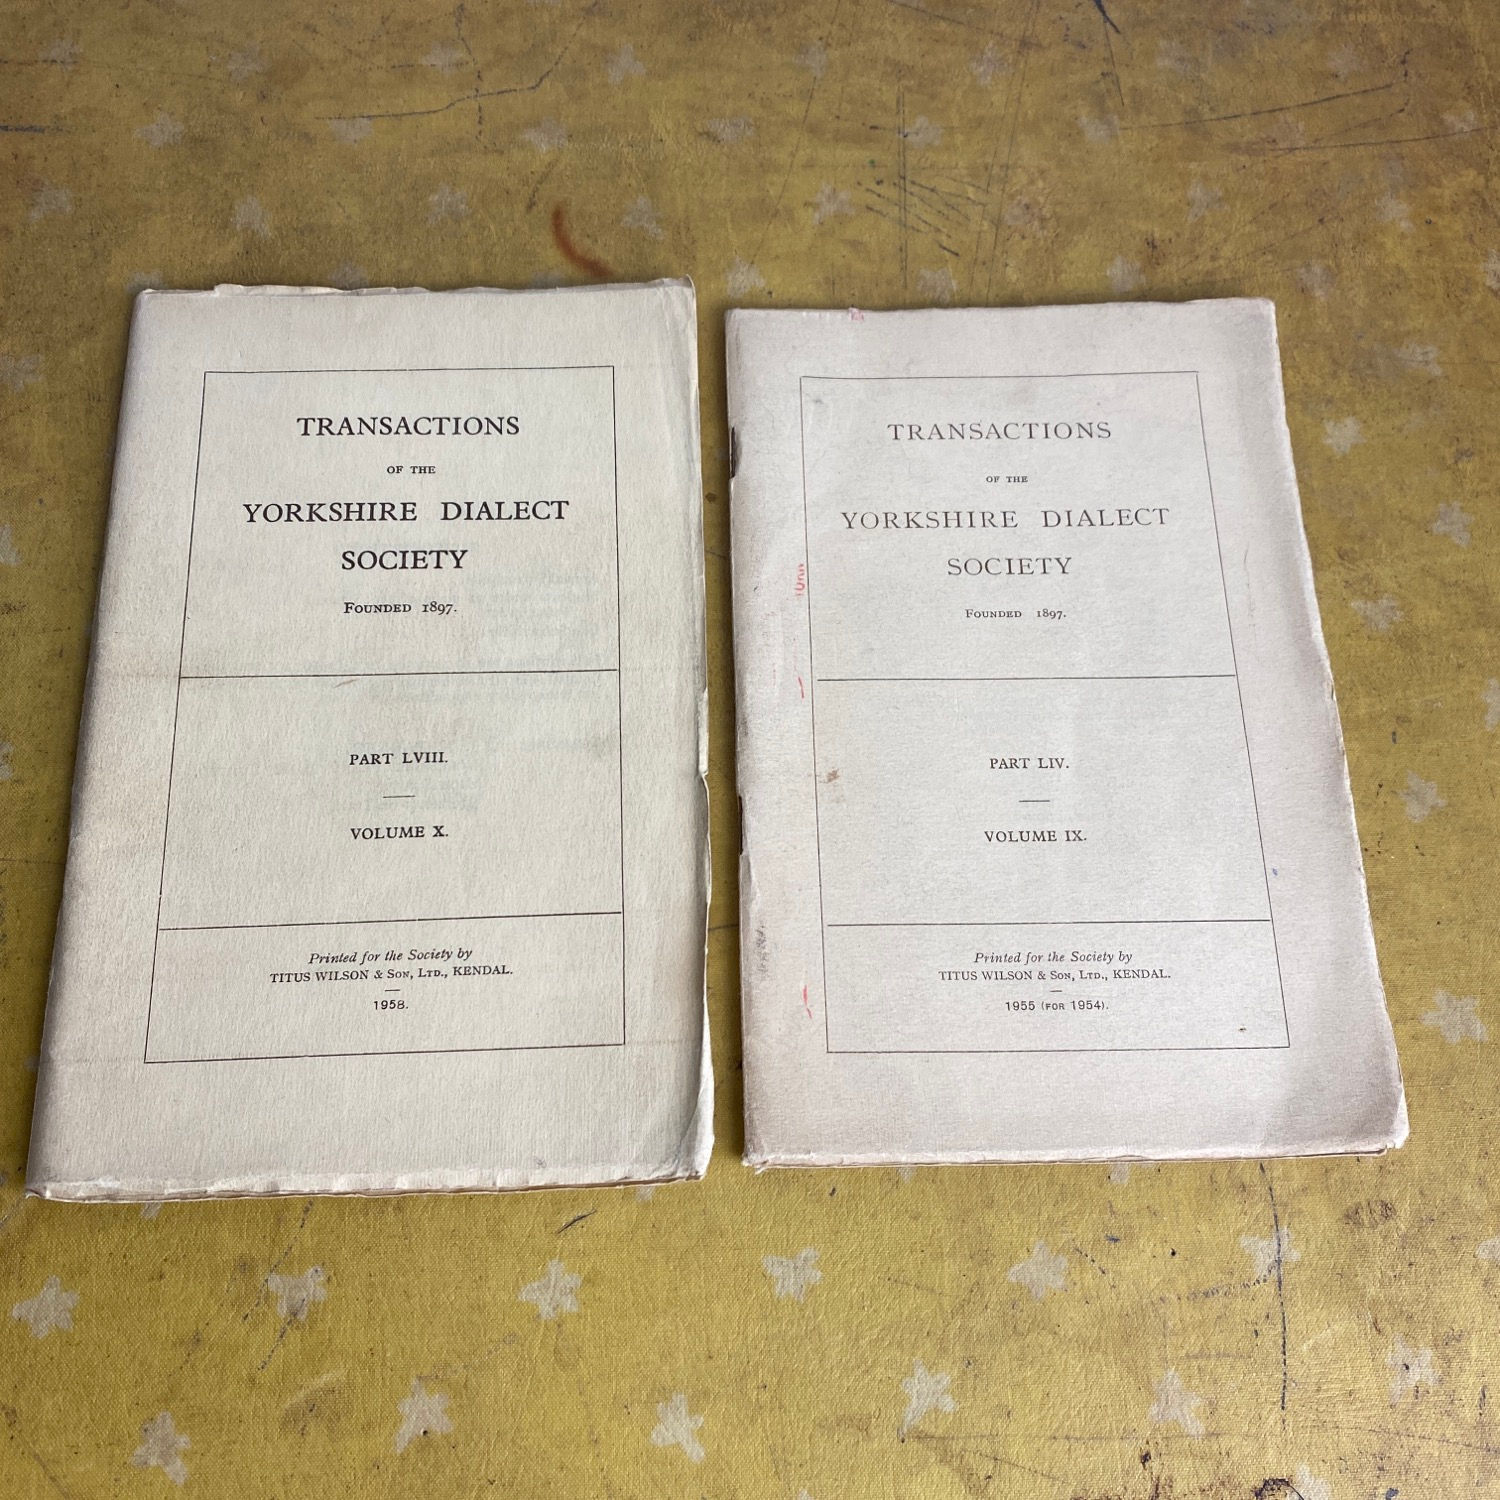 TRANSACTIONS
OF THE
YORKSHIRE DIALECT
SOCIETY
FOUNDED 1897.
PART LVIII.
VOLUME X.
Printed for the Society by
TITUS WILSON & SON, LTD., KENDAL.
1958.
TRANSACTIONS
OF THE
YORKSHIRE DIALECT
SOCIETY
FOUNDED 1897.
PART LIV.
VOLUME IX.
Printed for the Society by
TITUS WILSON & SON, LTD., KENDAL.
1955 (FOR 1954).